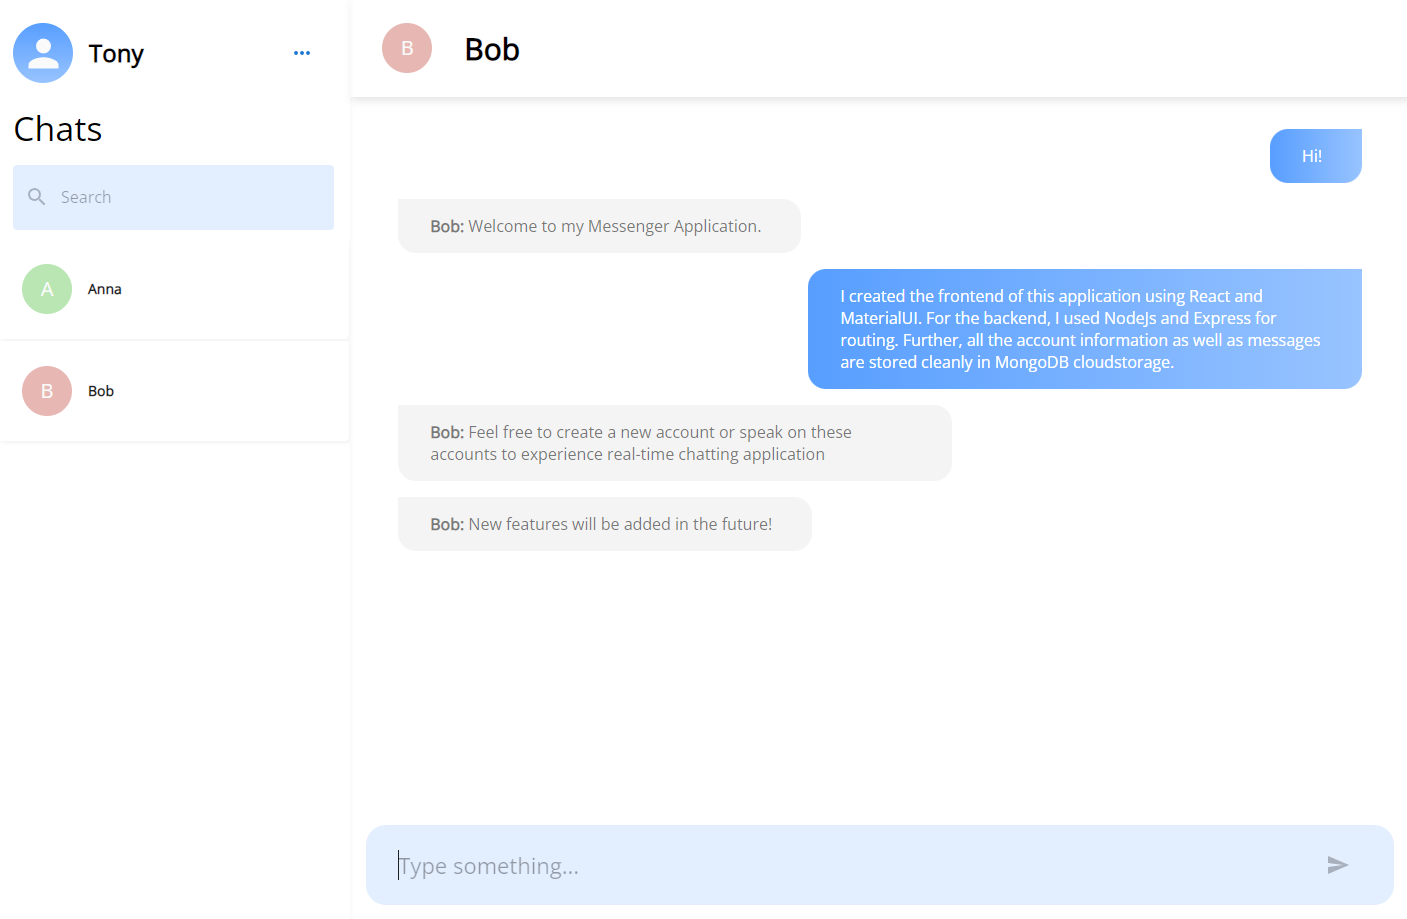 Tony
Chats
Search
A
Anna
B
Bob
B
Bob
Hi!
Bob: Welcome to my Messenger Application.
I created the frontend of this application using React and
MaterialUI. For the backend, I used NodeJs and Express for
routing. Further, all the account information as well as messages
are stored cleanly in MongoDB cloudstorage.
Bob: Feel free to create a new account or speak on these
accounts to experience real-time chatting application
Bob: New features will be added in the future!
Type something...